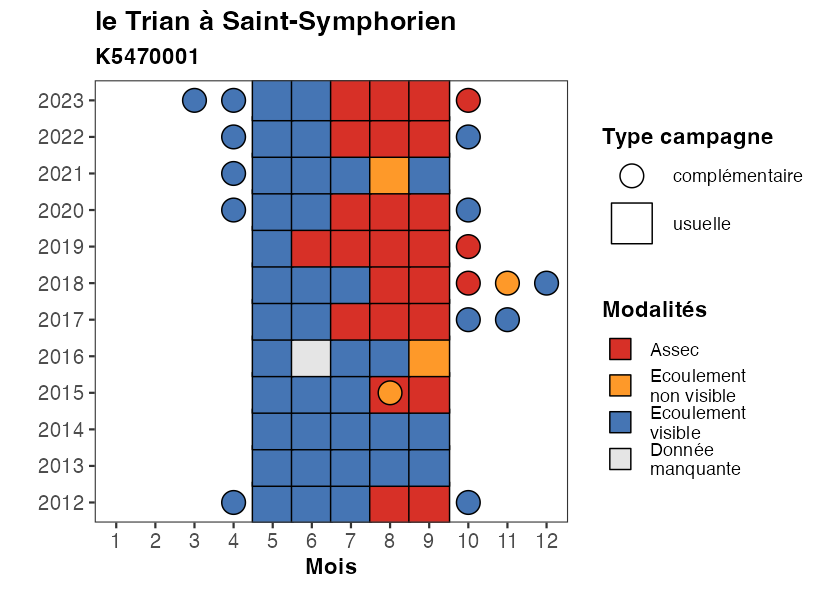 le Trian à Saint-Symphorien
K5470001
2023
2022
2021
2020
2019
2018
2017
2016
2015
2014
2013
2012
1 2 3 4 5 6 7 8 9 10 11 12
Mois
Type campagne
complémentaire
usuelle
Modalités
Assec
Ecoulement
non visible
Ecoulement
visible
Donnée
manquante